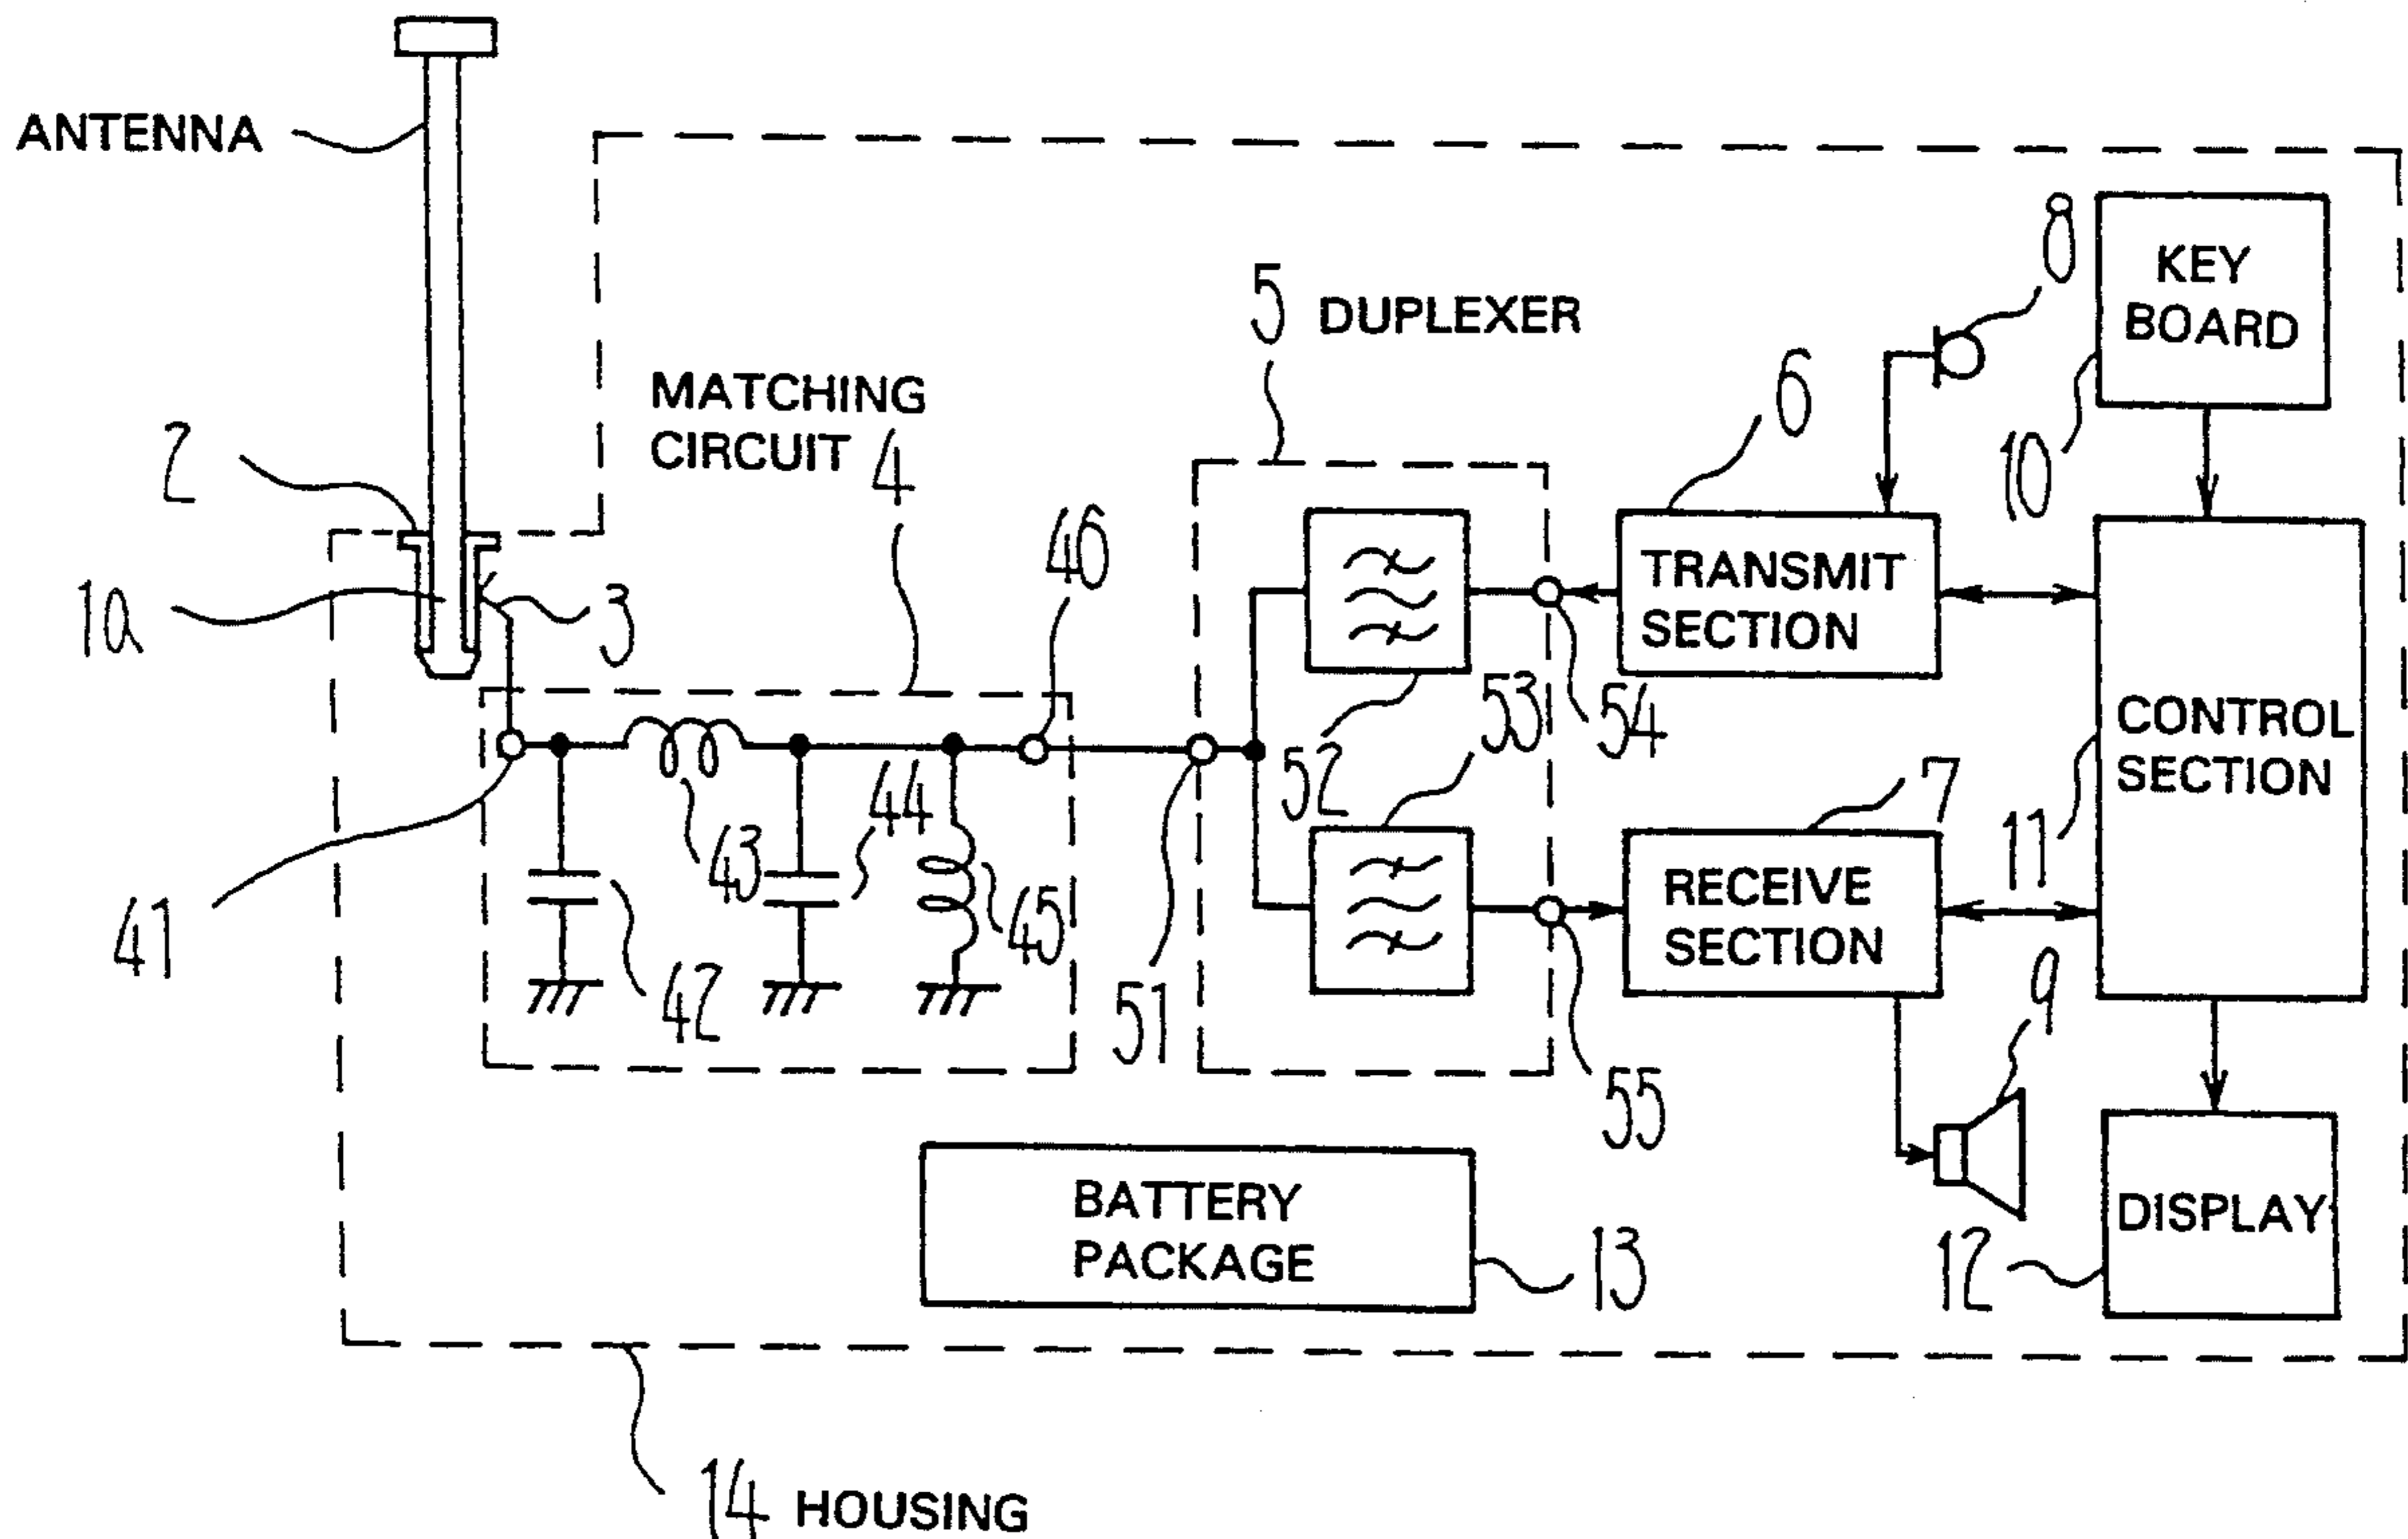 ANTENNA
8
KEY
BOARD
5 DUPLEXER
MATCHING
CIRCUIT 4
6
2
46
10
1a
3
TRANSMIT
SECTION
53
54
52
CONTROL
SECTION
44
43
7
11
41
42
45
51
RECEIVE
SECTION
9
55
BATTERY
PACKAGE
13
12
DISPLAY
14 HOUSING